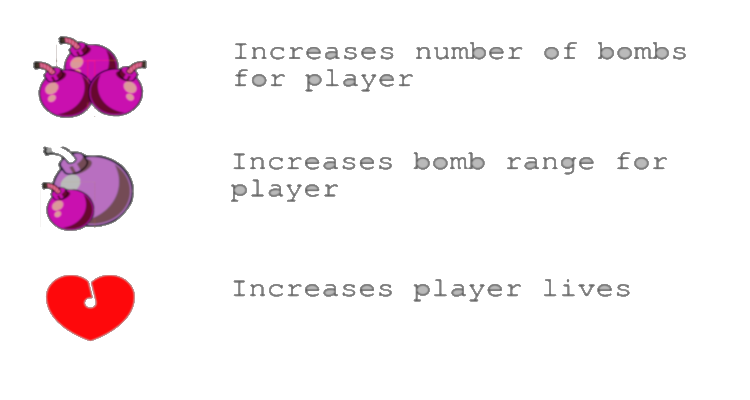 Increases number of bombs
for player
Increases bomb range for
player
Increases player lives